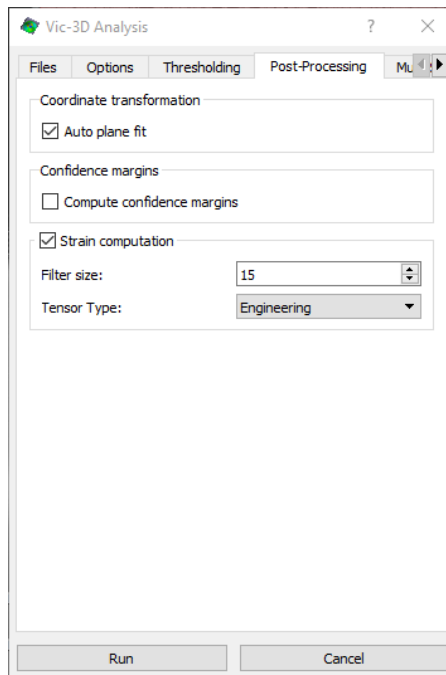 Vic-3D Analysis
Files Options Thresholding Post-Processing
Coordinate transformation
Auto plane fit
Confidence margins
Compute confidence margins
Strain computation
Filter size: 15
Tensor Type: Engineering
Run Cancel